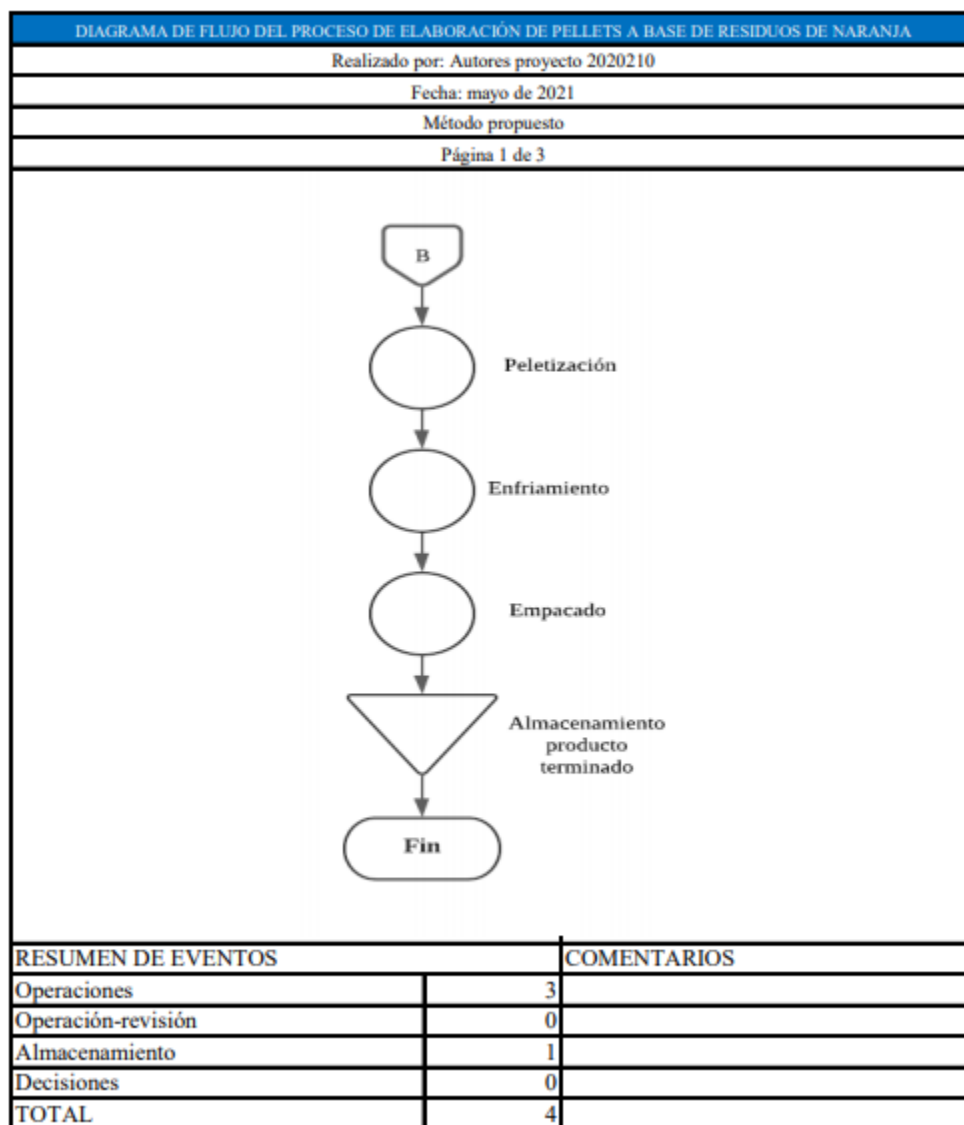 DIAGRAMA DE FLUJO DEL PROCESO DE ELABORACIÓN DE PELLETS A BASE DE RESIDUOS DE NARANJA
Realizado por: Autores proyecto 2020210
Fecha: mayo de 2021
Método propuesto
Página 1 de 3
B
Peletización
Enfriamiento
Empacado
Almacenamiento
producto
terminado
Fin
RESUMEN DE EVENTOS COMENTARIOS
Operaciones 3
Operación-revisión 0
Almacenamiento 1
Decisiones 0
TOTAL 4